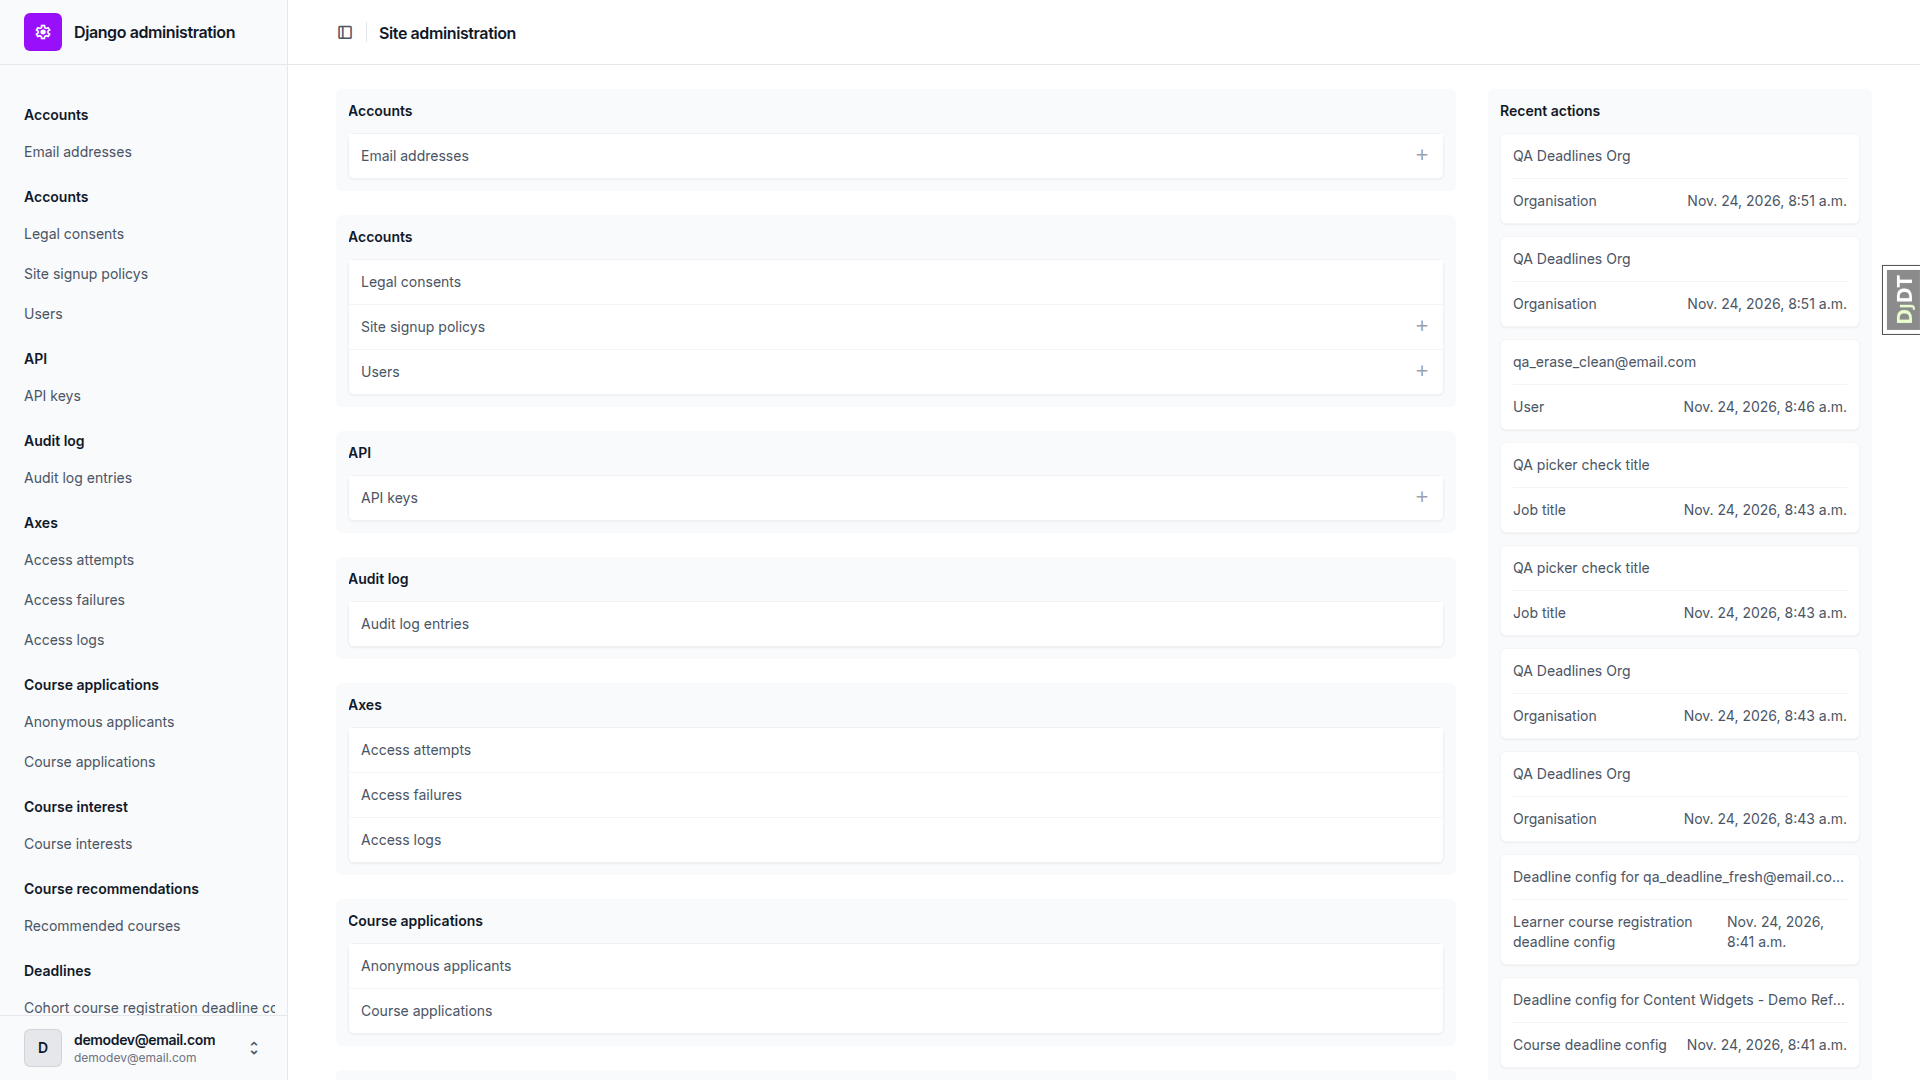 Django administration
Accounts
Email addresses
Accounts
Legal consents
Site signup policys
Users
API
API keys
Audit log
Audit log entries
Axes
Access attempts
Access failures
Access logs
Course applications
Anonymous applicants
Course applications
Course interest
Course interests
Course recommendations
Recommended courses
Deadlines
Cohort course registration deadline cc
D
demodev@email.com
demodev@email.com
Site administration
Accounts
Email addresses
Accounts
Legal consents
Site signup policys
Users
API
API keys
Audit log
Audit log entries
Axes
Access attempts
Access failures
Access logs
Course applications
Anonymous applicants
Course applications
Recent actions
QA Deadlines Org
Organisation Nov. 24, 2026, 8:51 a.m.
QA Deadlines Org
Organisation Nov. 24, 2026, 8:51 a.m.
qa_erase_clean@email.com
User Nov. 24, 2026, 8:46 a.m.
QA picker check title
Job title Nov. 24, 2026, 8:43 a.m.
QA picker check title
Job title Nov. 24, 2026, 8:43 a.m.
QA Deadlines Org
Organisation Nov. 24, 2026, 8:43 a.m.
QA Deadlines Org
Organisation Nov. 24, 2026, 8:43 a.m.
Deadline config for qa_deadline_fresh@email.co...
Learner course registration Nov. 24, 2026,
deadline config 8:41 a.m.
Deadline config for Content Widgets - Demo Ref...
Course deadline config Nov. 24, 2026, 8:41 a.m.
DjDT